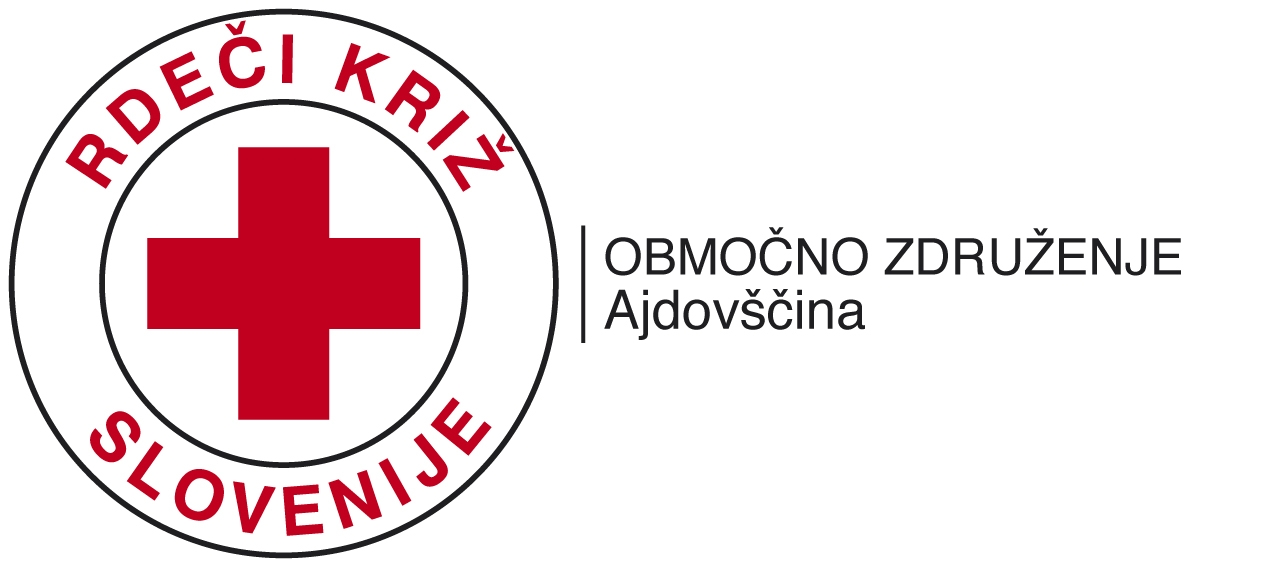 RDEČI KRIŽ
SLOVENIJE
OBMOČNO ZDRUŽENJE
Ajdovščina